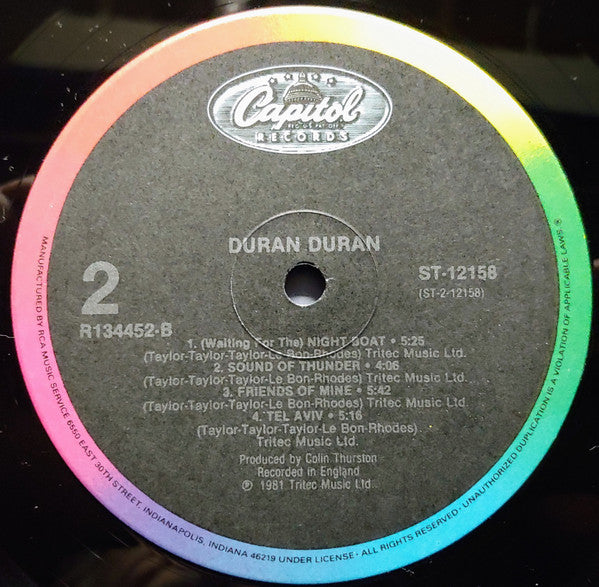 Capitol
REG. U.S. PAT. OFF.
RECORDS
DURAN DURAN
2
R134452-B
ST-12158
(ST-2-12158)
1. (Waiting For The) NIGHT BOAT • 5:25
(Taylor-Taylor-Taylor-Le Bon-Rhodes) Tritec Music Ltd.
2. SOUND OF THUNDER • 4:06
(Taylor-Taylor-Taylor-Le Bon-Rhodes) Tritec Music Ltd.
3. FRIENDS OF MINE • 5:42
(Taylor-Taylor-Taylor-Le Bon-Rhodes) Tritec Music Ltd.
4. TEL AVIV • 5:16
(Taylor-Taylor-Taylor-Le Bon-Rhodes)
Tritec Music Ltd.
Produced by Colin Thurston
Recorded in England
℗ 1981 Tritec Music Ltd.
MANUFACTURED BY RCA MUSIC SERVICE 6550 EAST 30TH STREET, INDIANAPOLIS, INDIANA 46219 UNDER LICENSE • ALL RIGHTS RESERVED • UNAUTHORIZED DUPLICATION IS A VIOLATION OF APPLICABLE LAWS ®